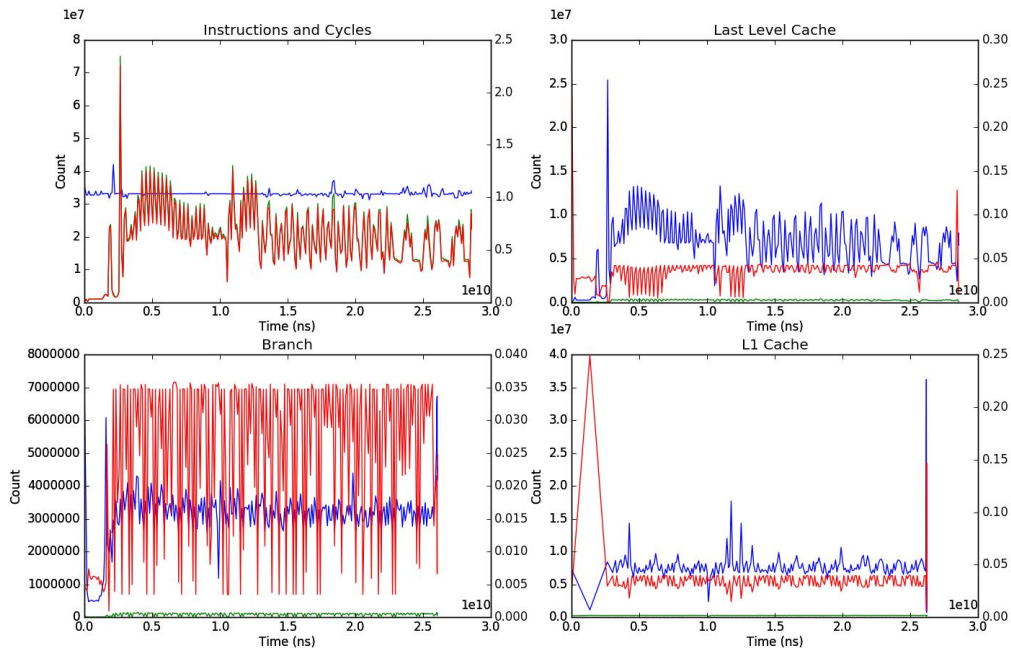 1e7
Instructions and Cycles
8
7
6
5
4
3
2
1
0
Count
2.5
2.0
1.5
1.0
0.5
0.0
1e10
0.0 0.5 1.0 1.5 2.0 2.5 3.0
Time (ns)
1e7
Last Level Cache
3.0
2.5
2.0
1.5
1.0
0.5
0.0
Count
0.30
0.25
0.20
0.15
0.10
0.05
0.00
1e10
0.0 0.5 1.0 1.5 2.0 2.5 3.0
Time (ns)
Branch
8000000
7000000
6000000
5000000
4000000
3000000
2000000
1000000
0
Count
0.040
0.035
0.030
0.025
0.020
0.015
0.010
0.005
0.000
1e10
0.0 0.5 1.0 1.5 2.0 2.5 3.0
Time (ns)
1e7
L1 Cache
4.0
3.5
3.0
2.5
2.0
1.5
1.0
0.5
0.0
Count
0.25
0.20
0.15
0.10
0.05
0.00
1e10
0.0 0.5 1.0 1.5 2.0 2.5 3.0
Time (ns)